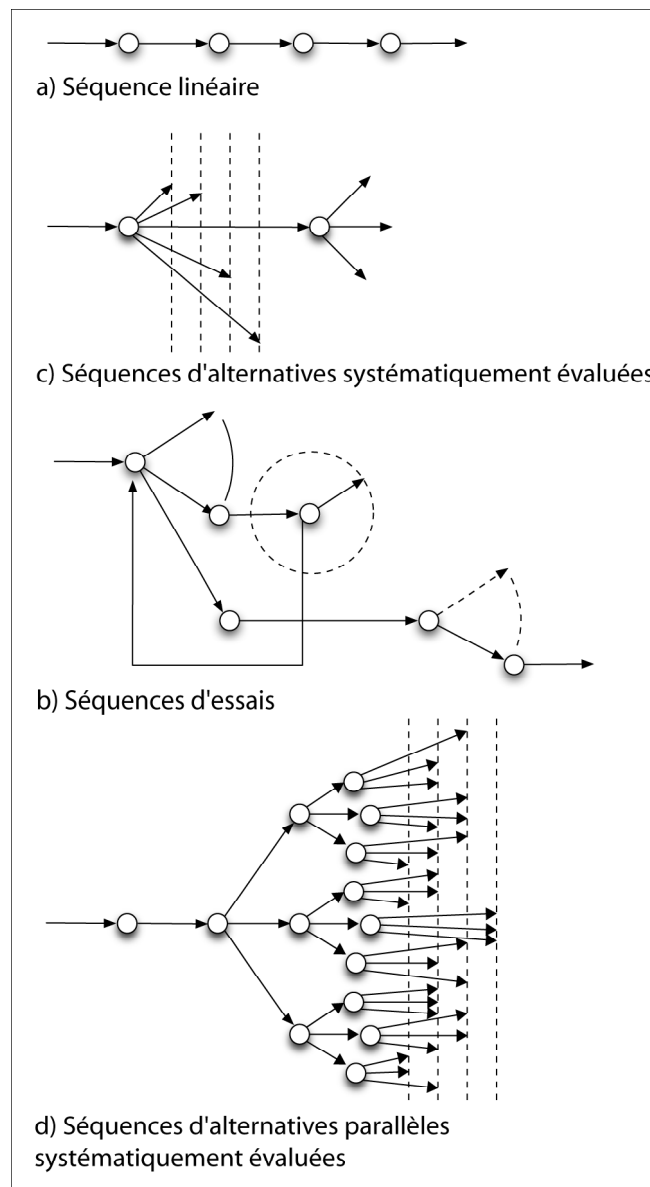 a) Séquence linéaire
c) Séquences d'alternatives systématiquement évaluées
b) Séquences d'essais
d) Séquences d'alternatives parallèles
systématiquement évaluées